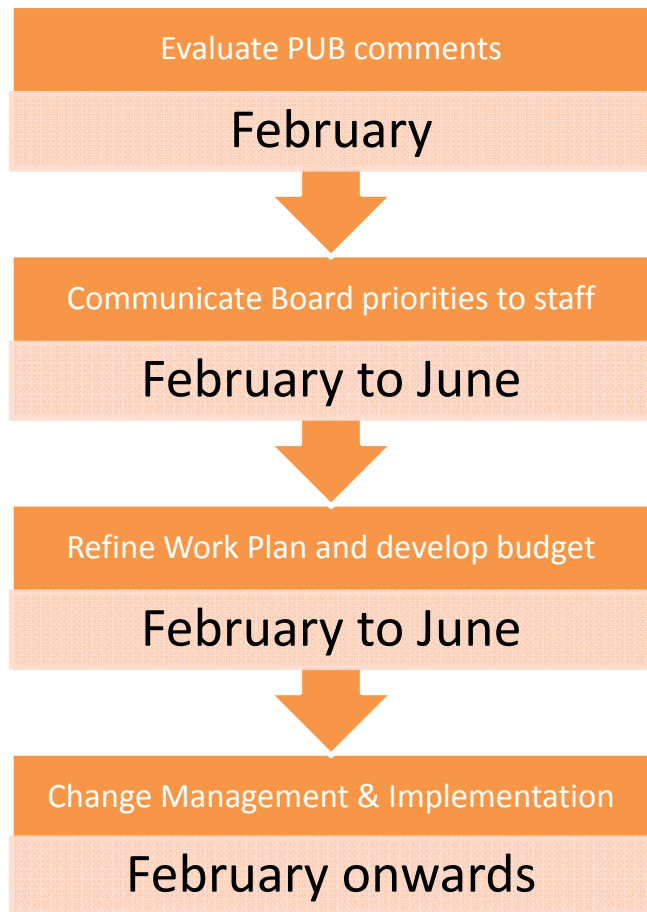 Evaluate PUB comments
February
Communicate Board priorities to staff
February to June
Refine Work Plan and develop budget
February to June
Change Management & Implementation
February onwards